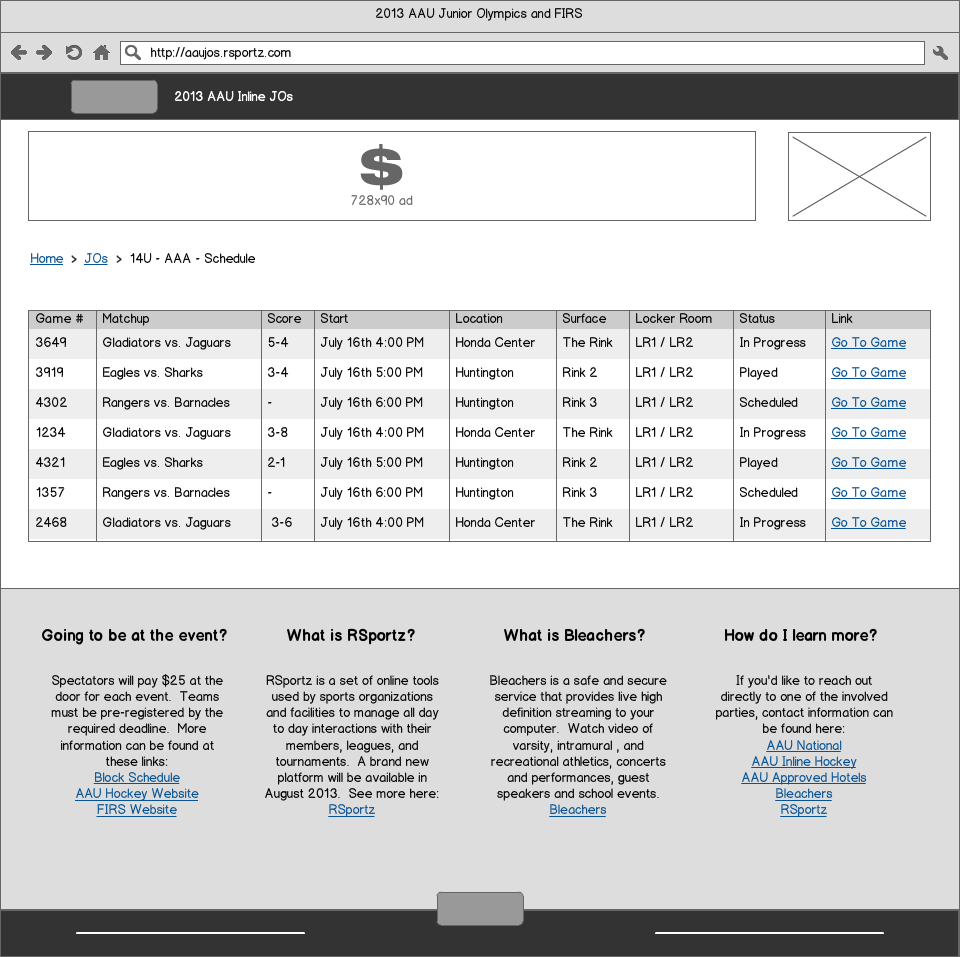 2013 AAU Junior Olympics and FIRS
http://aaujos.rsportz.com
2013 AAU Inline JOs
$
728x90 ad
Home > JOs > 14U - AAA - Schedule
Game # Matchup Score Start Location Surface Locker Room Status Link
3649 Gladiators vs. Jaguars 5-4 July 16th 4:00 PM Honda Center The Rink LR1 / LR2 In Progress Go To Game
3919 Eagles vs. Sharks 3-4 July 16th 5:00 PM Huntington Rink 2 LR1 / LR2 Played Go To Game
4302 Rangers vs. Barnacles - July 16th 6:00 PM Huntington Rink 3 LR1 / LR2 Scheduled Go To Game
1234 Gladiators vs. Jaguars 3-8 July 16th 4:00 PM Honda Center The Rink LR1 / LR2 In Progress Go To Game
4321 Eagles vs. Sharks 2-1 July 16th 5:00 PM Huntington Rink 2 LR1 / LR2 Played Go To Game
1357 Rangers vs. Barnacles - July 16th 6:00 PM Huntington Rink 3 LR1 / LR2 Scheduled Go To Game
2468 Gladiators vs. Jaguars 3-6 July 16th 4:00 PM Honda Center The Rink LR1 / LR2 In Progress Go To Game
Going to be at the event?
Spectators will pay $25 at the
door for each event. Teams
must be pre-registered by the
required deadline. More
information can be found at
these links:
Block Schedule
AAU Hockey Website
FIRS Website
What is RSportz?
RSportz is a set of online tools
used by sports organizations
and facilities to manage all day
to day interactions with their
members, leagues, and
tournaments. A brand new
platform will be available in
August 2013. See more here:
RSportz
What is Bleachers?
Bleachers is a safe and secure
service that provides live high
definition streaming to your
computer. Watch video of
varsity, intramural , and
recreational athletics, concerts
and performances, guest
speakers and school events.
Bleachers
How do I learn more?
If you'd like to reach out
directly to one of the involved
parties, contact information can
be found here:
AAU National
AAU Inline Hockey
AAU Approved Hotels
Bleachers
RSportz